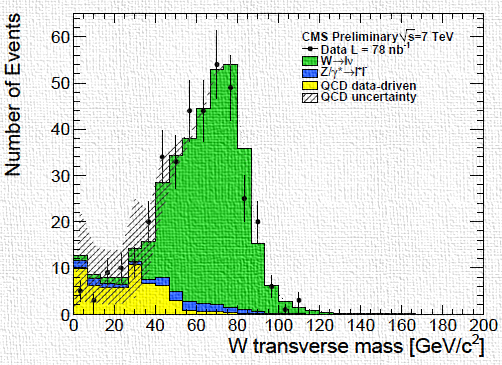 CMS Preliminary √s=7 TeV
Data L = 78 nb⁻¹
W→lν
Z/γ*→l⁺l⁻
QCD data-driven
QCD uncertainty
Number of Events
60
50
40
30
20
10
0
0 20 40 60 80 100 120 140 160 180 200
W transverse mass [GeV/c²]